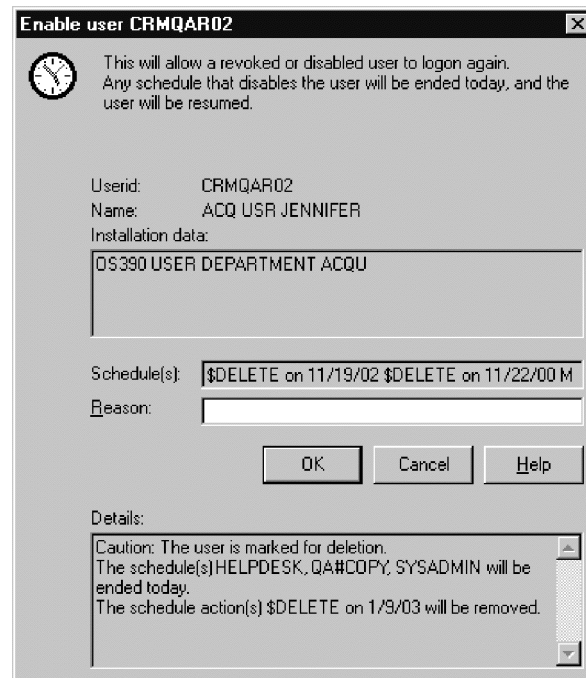 Enable user CRMQAR02
This will allow a revoked or disabled user to logon again.
Any schedule that disables the user will be ended today, and the
user will be resumed.
Userid: CRMQAR02
Name: ACQ USR JENNIFER
Installation data:
OS390 USER DEPARTMENT ACQU
Schedule(s): $DELETE on 11/19/02 $DELETE on 11/22/00 M
Reason:
OK Cancel Help
Details:
Caution: The user is marked for deletion.
The schedule(s) HELPDESK, QA#COPY, SYSADMIN will be
ended today.
The schedule action(s) $DELETE on 1/9/03 will be removed.